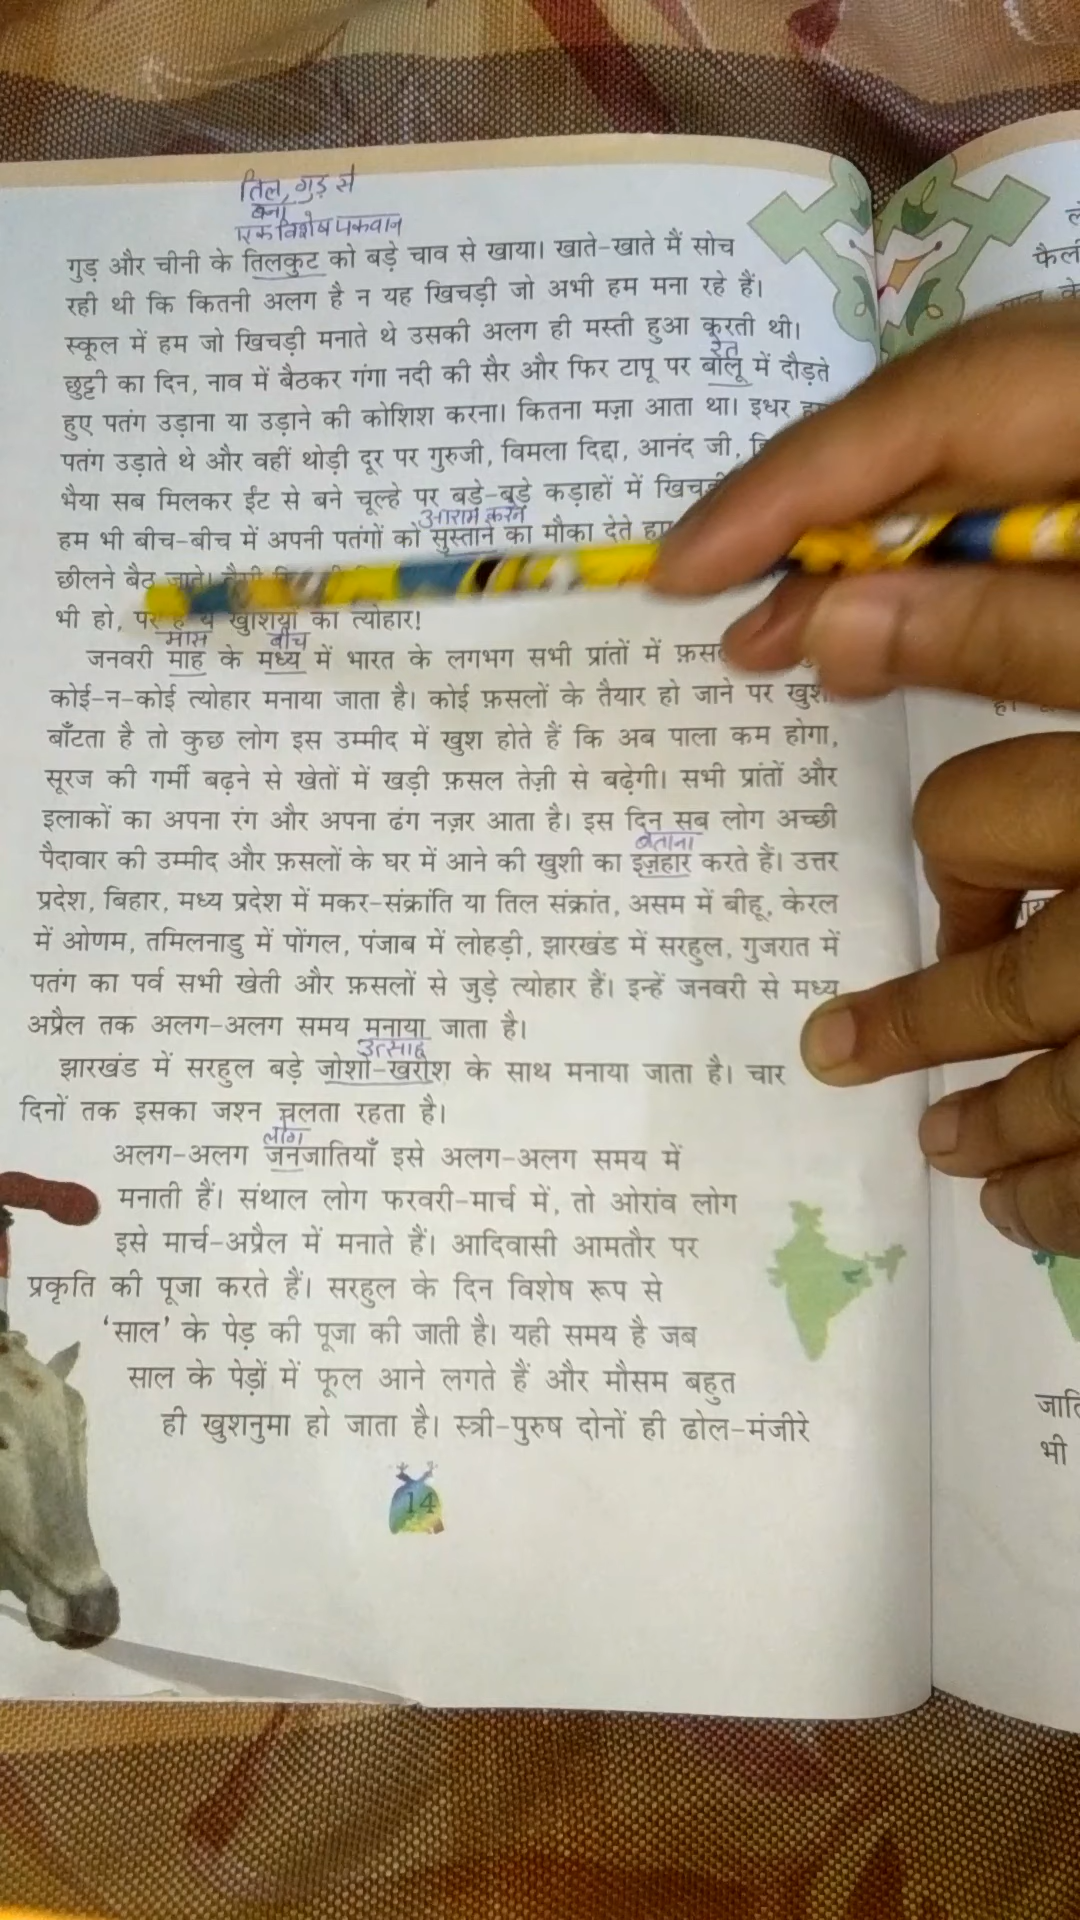 तिल, गुड़ से
बना
एक विशेष पकवान
गुड़ और चीनी के तिलकुट को बड़े चाव से खाया। खाते-खाते मैं सोच
रही थी कि कितनी अलग है न यह खिचड़ी जो अभी हम मना रहे हैं।
स्कूल में हम जो खिचड़ी मनाते थे उसकी अलग ही मस्ती हुआ करती थी।
रेत
छुट्टी का दिन, नाव में बैठकर गंगा नदी की सैर और फिर टापू पर बालू में दौड़ते
हुए पतंग उड़ाना या उड़ाने की कोशिश करना। कितना मज़ा आता था। इधर
पतंग उड़ाते थे और वहीं थोड़ी दूर पर गुरुजी, विमला दिद्दा, आनंद जी,
भैया सब मिलकर ईंट से बने चूल्हे पर बड़े-बड़े कड़ाहों में
आराम करने
हम भी बीच-बीच में अपनी पतंगों को सुस्ताने का मौका देते
छीलने बैठ जाते।
भी हो, पर है ये खुशियों का त्योहार!
मास बीच
जनवरी माह के मध्य में भारत के लगभग सभी प्रांतों में
कोई-न-कोई त्योहार मनाया जाता है। कोई फ़सलों के तैयार हो जाने पर
बाँटता है तो कुछ लोग इस उम्मीद में खुश होते हैं कि अब पाला कम होगा,
सूरज की गर्मी बढ़ने से खेतों में खड़ी फ़सल तेज़ी से बढ़ेगी। सभी प्रांतों और
इलाकों का अपना रंग और अपना ढंग नज़र आता है। इस दिन सब लोग अच्छी
बताना
पैदावार की उम्मीद और फ़सलों के घर में आने की खुशी का इज़हार करते हैं। उत्तर
प्रदेश, बिहार, मध्य प्रदेश में मकर-संक्रांति या तिल संक्रांत, असम में बीहू, केरल
में ओणम, तमिलनाडु में पोंगल, पंजाब में लोहड़ी, झारखंड में सरहुल, गुजरात में
पतंग का पर्व सभी खेती और फ़सलों से जुड़े त्योहार हैं। इन्हें जनवरी से मध्य
अप्रैल तक अलग-अलग समय मनाया जाता है।
उत्साह
झारखंड में सरहुल बड़े जोशो-खरोश के साथ मनाया जाता है। चार
दिनों तक इसका जश्न चलता रहता है।
लोग
अलग-अलग जनजातियाँ इसे अलग-अलग समय में
मनाती हैं। संथाल लोग फरवरी-मार्च में, तो ओरांव लोग
इसे मार्च-अप्रैल में मनाते हैं। आदिवासी आमतौर पर
प्रकृति की पूजा करते हैं। सरहुल के दिन विशेष रूप से
'साल' के पेड़ की पूजा की जाती है। यही समय है जब
साल के पेड़ों में फूल आने लगते हैं और मौसम बहुत
ही खुशनुमा हो जाता है। स्त्री-पुरुष दोनों ही ढोल-मंजीरे
14
भी